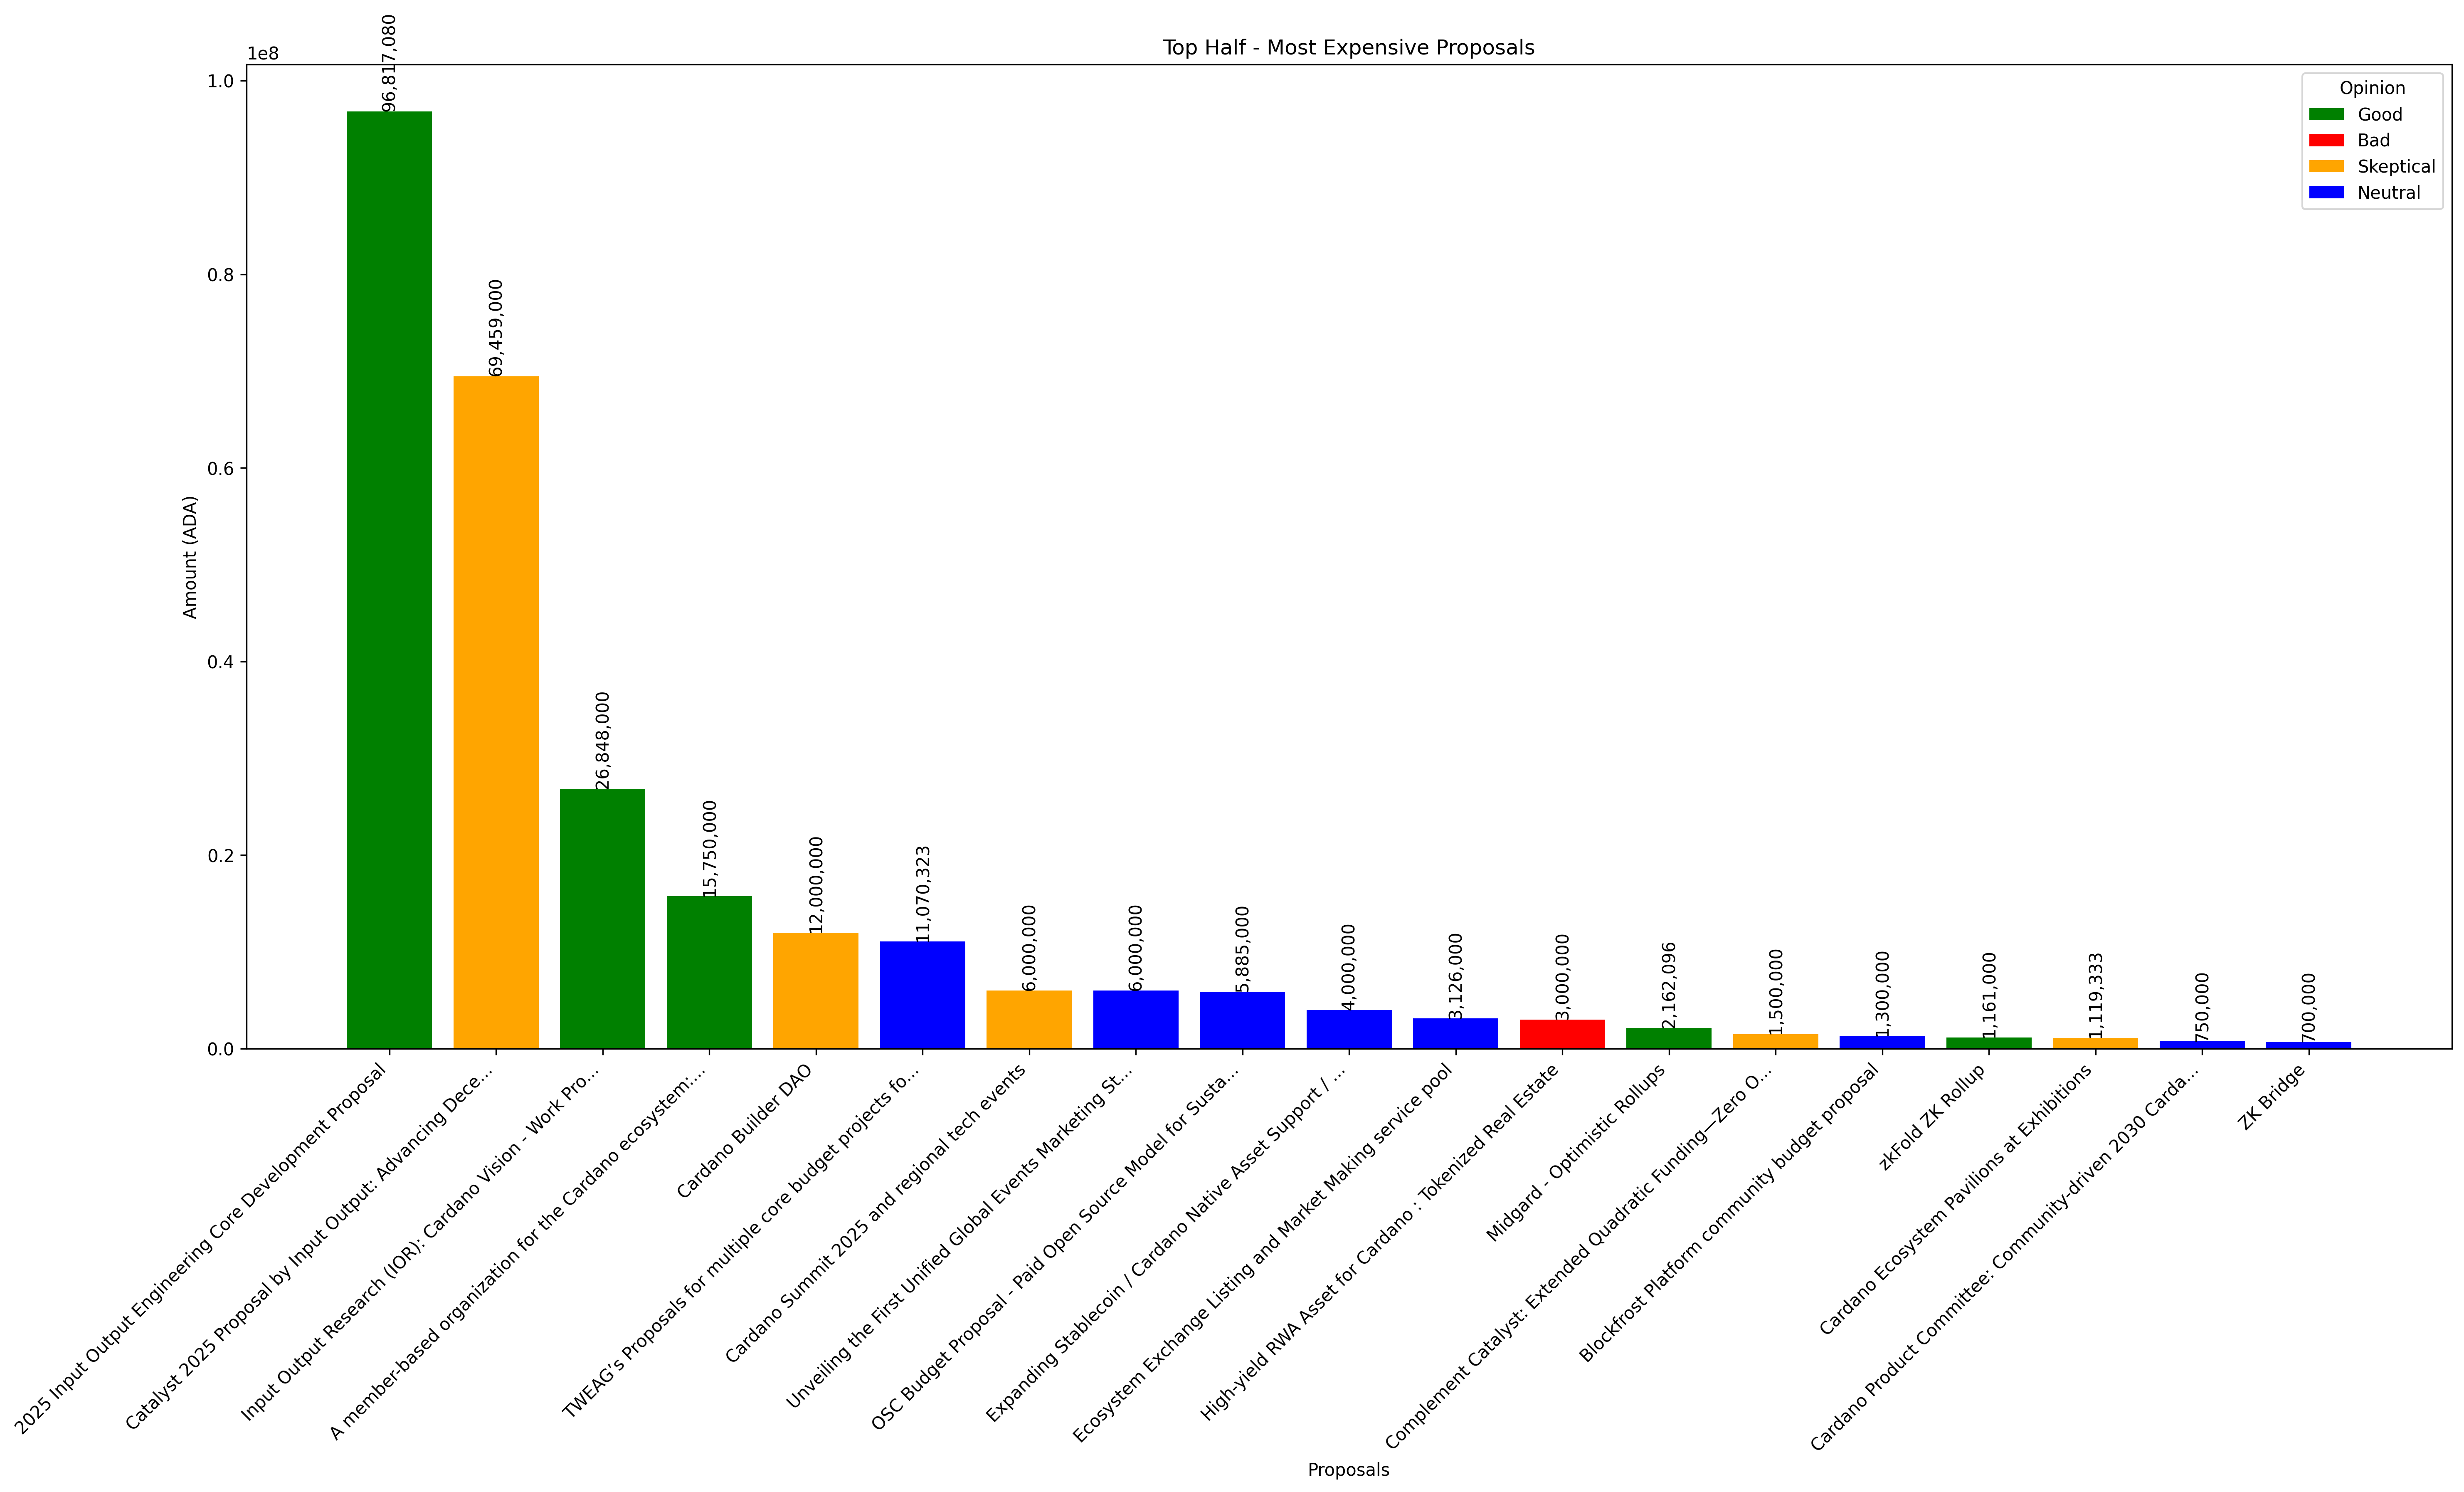 Top Half - Most Expensive Proposals
1e8
1.0
0.8
0.6
0.4
0.2
0.0
Amount (ADA)
Opinion
Good
Bad
Skeptical
Neutral
96,817,080
69,459,000
26,848,000
15,750,000
12,000,000
11,070,323
6,000,000
6,000,000
5,885,000
4,000,000
3,126,000
3,000,000
2,162,096
1,500,000
1,300,000
1,161,000
1,119,333
750,000
700,000
2025 Input Output Engineering Core Development Proposal
Catalyst 2025 Proposal by Input Output: Advancing Dece...
Input Output Research (IOR): Cardano Vision - Work Pro...
A member-based organization for the Cardano ecosystem:...
Cardano Builder DAO
TWEAG's Proposals for multiple core budget projects fo...
Cardano Summit 2025 and regional tech events
Unveiling the First Unified Global Events Marketing St...
OSC Budget Proposal - Paid Open Source Model for Susta...
Expanding Stablecoin / Cardano Native Asset Support / ...
Ecosystem Exchange Listing and Market Making service pool
High-yield RWA Asset for Cardano : Tokenized Real Estate
Midgard - Optimistic Rollups
Complement Catalyst: Extended Quadratic Funding—Zero O...
Blockfrost Platform community budget proposal
zkFold ZK Rollup
Cardano Ecosystem Pavilions at Exhibitions
Cardano Product Committee: Community-driven 2030 Carda...
ZK Bridge
Proposals